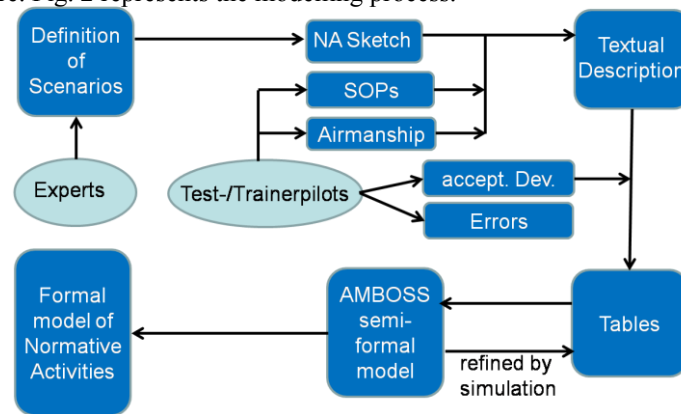 re. Fig. 2 represents the modelling process.
Definition
of
Scenarios
NA Sketch
SOPs
Airmanship
Textual
Description
Experts
Test-/Trainerpilots
accept. Dev.
Errors
Formal
model of
Normative
Activities
AMBOSS
semi-
formal
model
Tables
refined by
simulation